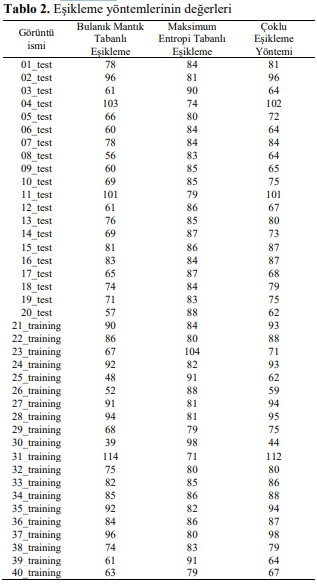 Tablo 2. Eşikleme yöntemlerinin değerleri
Görüntü ismi Bulanık Mantık Tabanlı Eşikleme Maksimum Entropi Tabanlı Eşikleme Çoklu Eşikleme Yöntemi
01_test 78 84 81
02_test 96 81 96
03_test 61 90 64
04_test 103 74 102
05_test 66 80 72
06_test 60 84 64
07_test 78 84 84
08_test 56 83 64
09_test 60 85 65
10_test 69 85 75
11_test 101 79 101
12_test 61 86 67
13_test 76 85 80
14_test 69 87 73
15_test 81 86 87
16_test 83 84 87
17_test 65 87 68
18_test 74 84 79
19_test 71 83 75
20_test 57 88 62
21_training 90 84 93
22_training 86 80 88
23_training 67 104 71
24_training 92 82 93
25_training 48 91 62
26_training 52 88 59
27_training 91 81 94
28_training 94 81 95
29_training 68 79 75
30_training 39 98 44
31_training 114 71 112
32_training 75 80 80
33_training 82 85 86
34_training 85 86 88
35_training 92 82 94
36_training 84 86 87
37_training 96 80 98
38_training 74 83 79
39_training 61 91 64
40_training 63 79 67